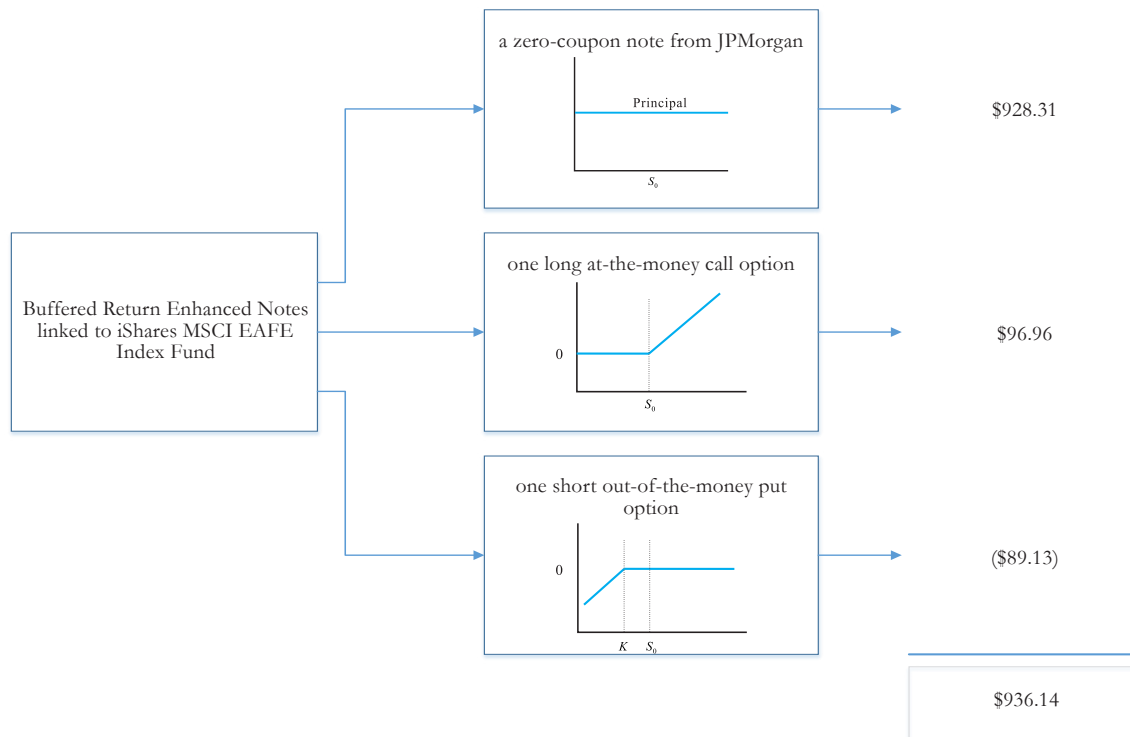 a zero-coupon note from JPMorgan
Principal
S₀
$928.31
Buffered Return Enhanced Notes
linked to iShares MSCI EAFE
Index Fund
one long at-the-money call option
0
S₀
$96.96
one short out-of-the-money put
option
0
K S₀
($89.13)
$936.14